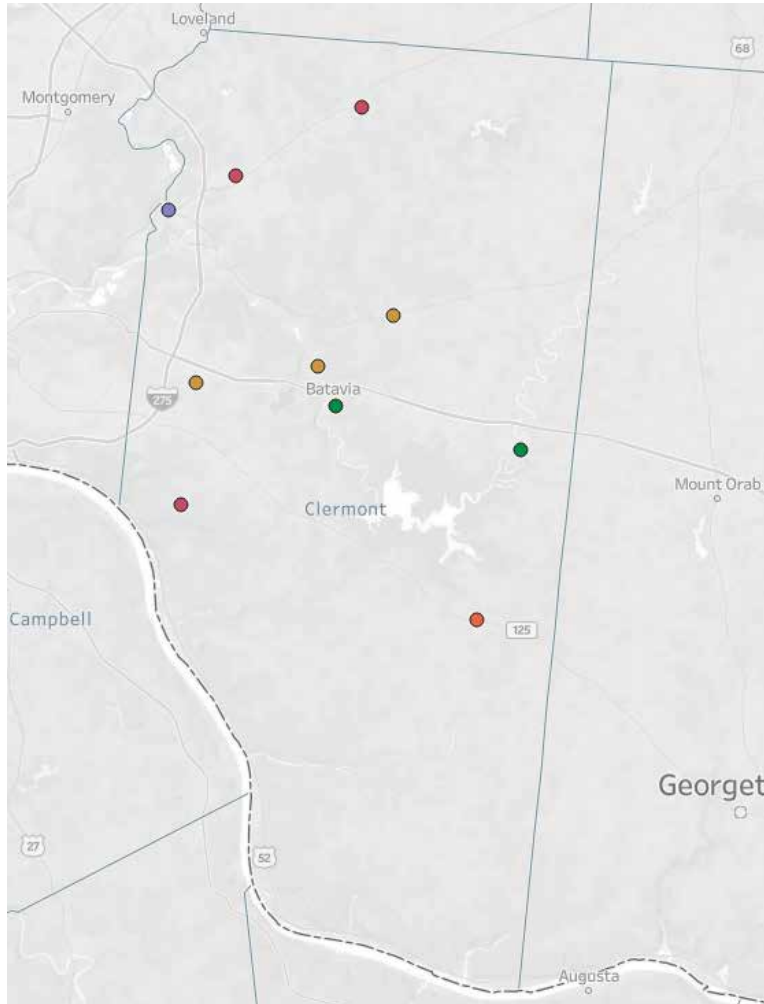 Loveland
68
Montgomery
Batavia
275
Mount Orab
Clermont
Campbell
125
Georget
27
52
Augusta